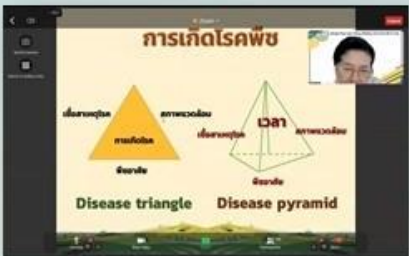 การเกิดโรคพืช
เชื้อสาเหตุโรค
สภาพแวดล้อม
การเกิดโรค
พืชอาศัย
เวลา
เชื้อสาเหตุโรค
สภาพแวดล้อม
พืชอาศัย
Disease triangle
Disease pyramid